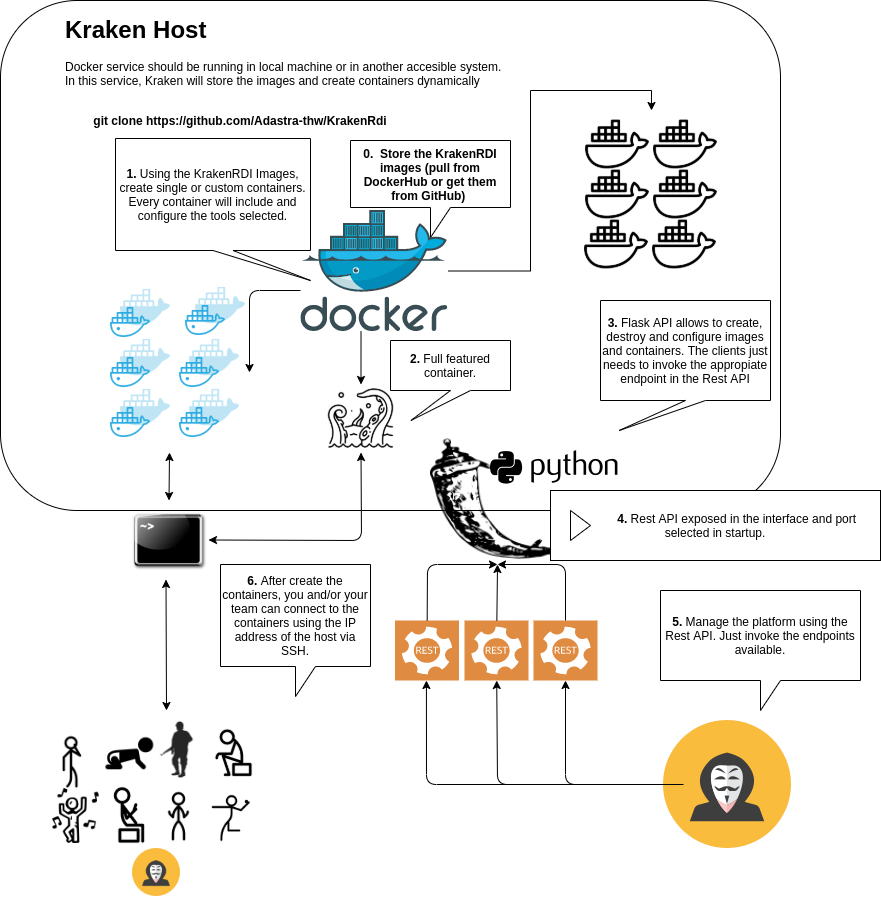 Kraken Host
Docker service should be running in local machine or in another accesible system.
In this service, Kraken will store the images and create containers dynamically
git clone https://github.com/Adastra-thw/KrakenRdi
0. Store the KrakenRDI
images (pull from
DockerHub or get them
from GitHub)
1. Using the KrakenRDI Images,
create single or custom containers.
Every container will include and
configure the tools selected.
docker
2. Full featured
container.
3. Flask API allows to create,
destroy and configure images
and containers. The clients just
needs to invoke the appropiate
endpoint in the Rest API
python
4. Rest API exposed in the interface and port
selected in startup.
~>
6. After create the
containers, you and/or your
team can connect to the
containers using the IP
address of the host via
SSH.
REST
REST
REST
5. Manage the platform using the
Rest API. Just invoke the endpoints
available.